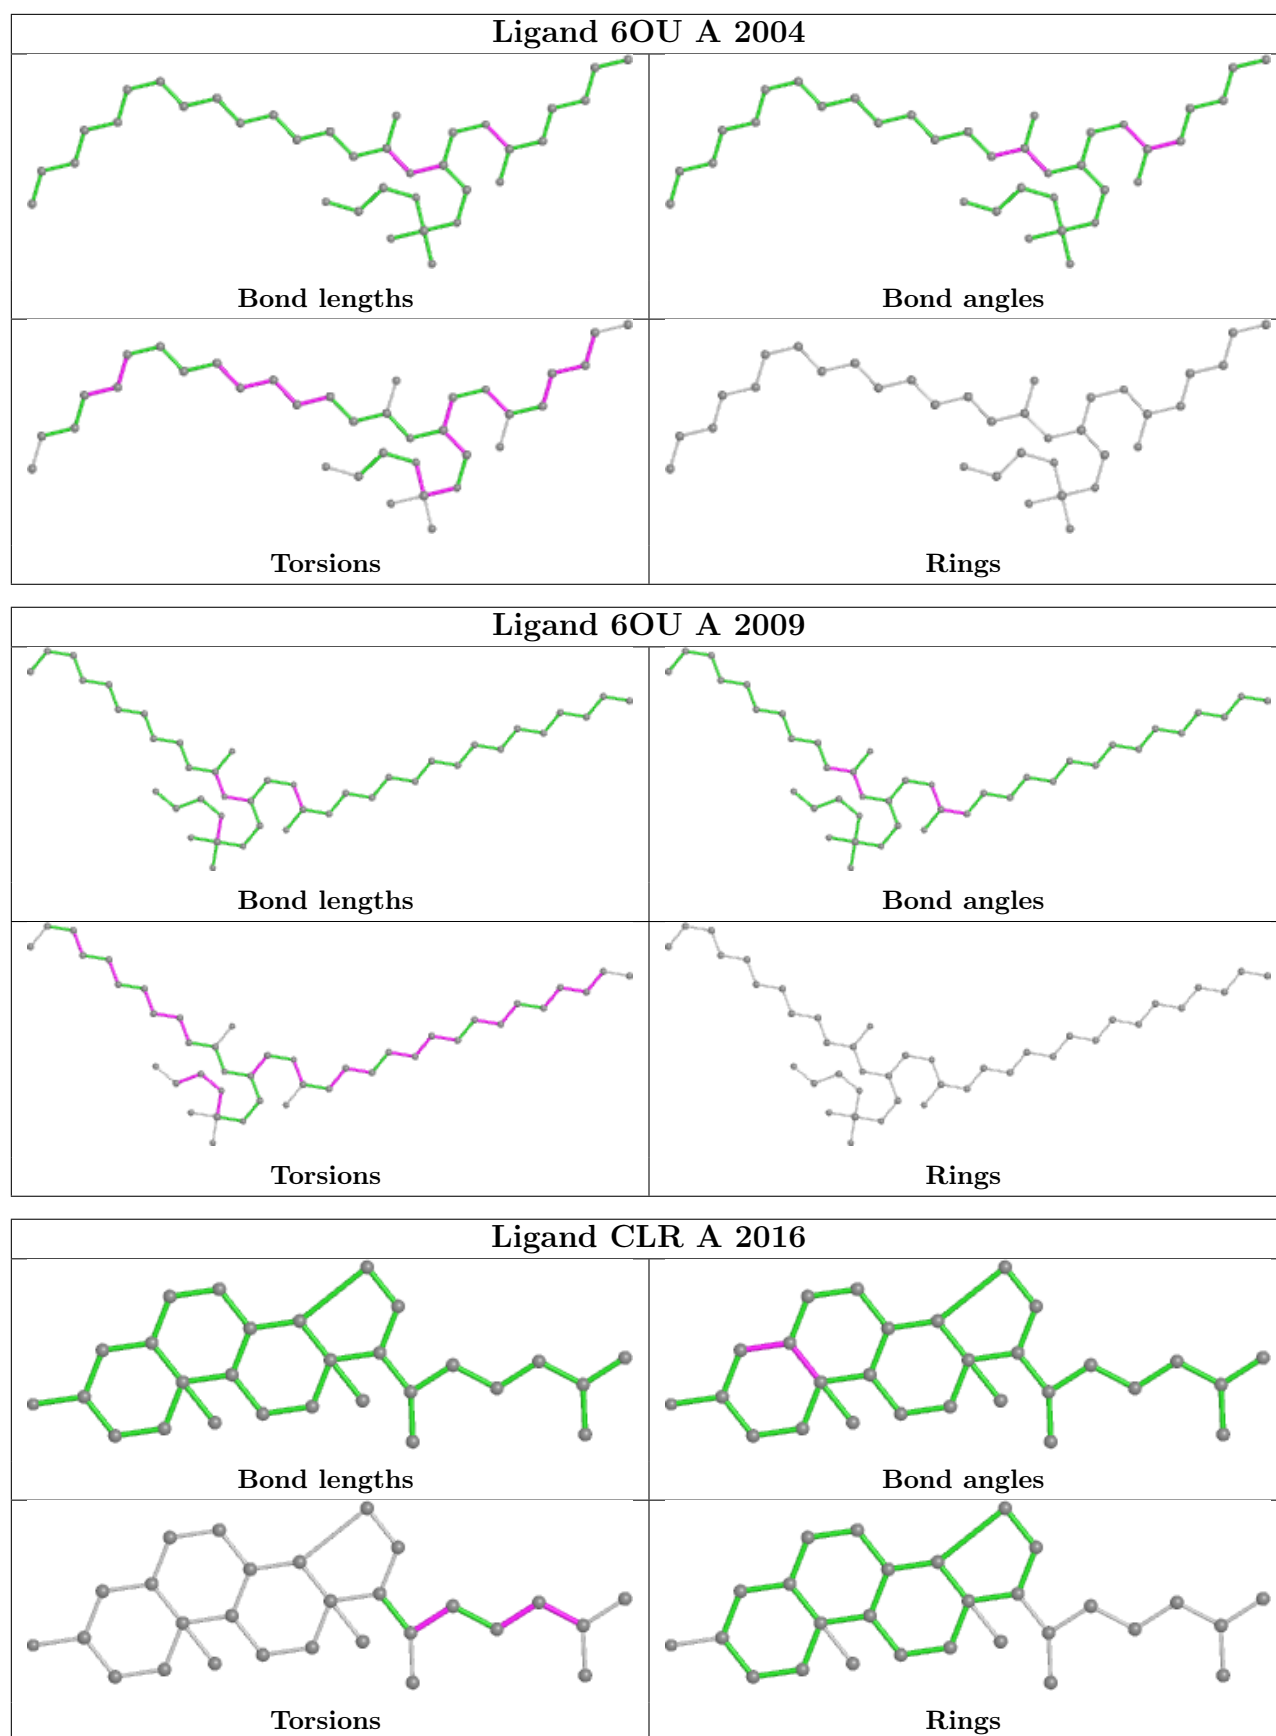 Ligand 6OU A 2004
Bond lengths
Bond angles
Torsions
Rings
Ligand 6OU A 2009
Bond lengths
Bond angles
Torsions
Rings
Ligand CLR A 2016
Bond lengths
Bond angles
Torsions
Rings